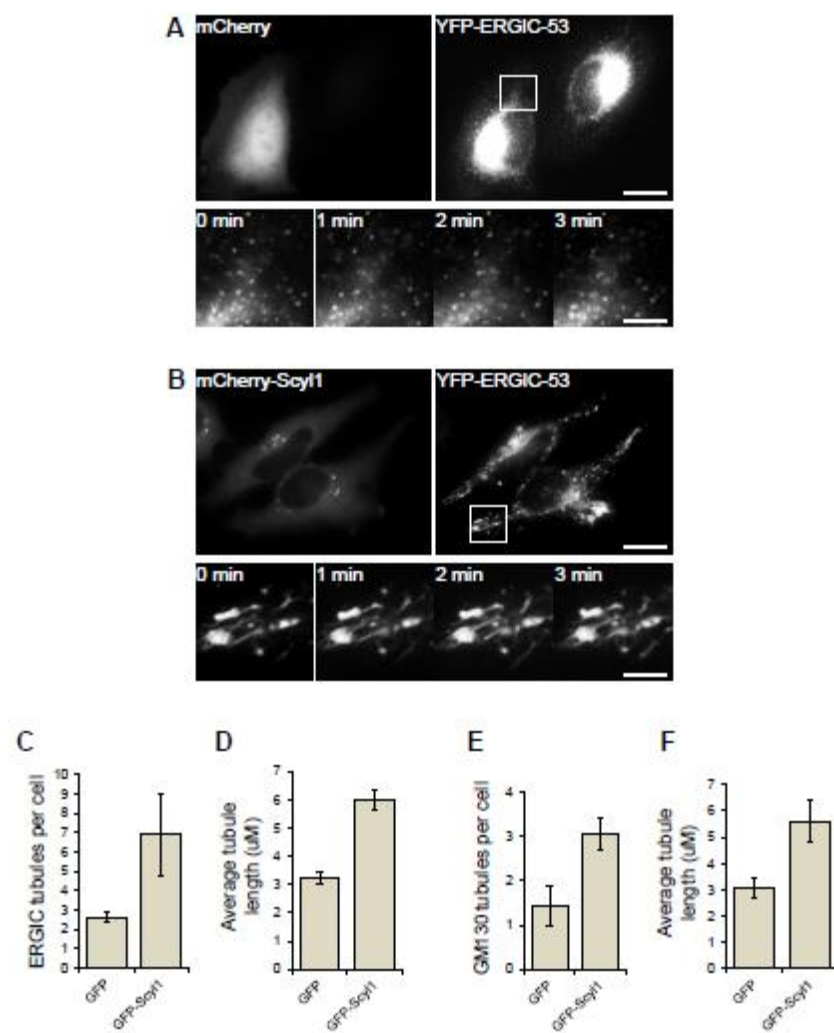 A
mCherry
YFP-ERGIC-53
0 min
1 min
2 min
3 min
B
mCherry-Scyl1
YFP-ERGIC-53
0 min
1 min
2 min
3 min
C
ERGIC tubules per cell
10
9
8
7
6
5
4
3
2
1
0
GFP
GFP-Scyl1
D
Average tubule
length (uM)
7
6
5
4
3
2
1
0
GFP
GFP-Scyl1
E
GM130 tubules per cell
4
3
2
1
0
GFP
GFP-Scyl1
F
Average tubule
length (uM)
7
6
5
4
3
2
1
0
GFP
GFP-Scyl1